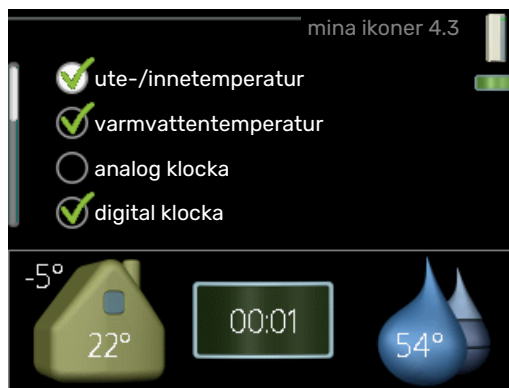 mina ikoner 4.3
ute-/innetemperatur
varmvattentemperatur
analog klocka
digital klocka
-5°
22°
00:01
54°